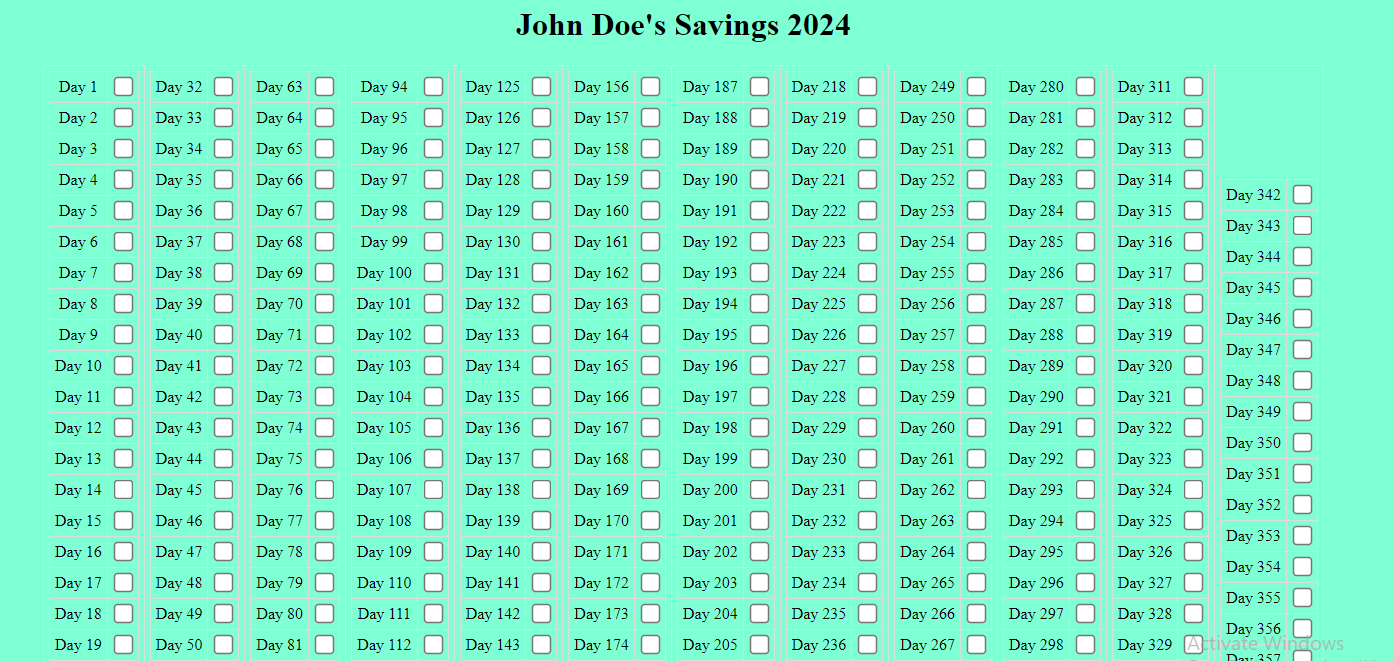 John Doe's Savings 2024
Day 1 Day 32 Day 63 Day 94 Day 125 Day 156 Day 187 Day 218 Day 249 Day 280 Day 311
Day 2 Day 33 Day 64 Day 95 Day 126 Day 157 Day 188 Day 219 Day 250 Day 281 Day 312
Day 3 Day 34 Day 65 Day 96 Day 127 Day 158 Day 189 Day 220 Day 251 Day 282 Day 313
Day 4 Day 35 Day 66 Day 97 Day 128 Day 159 Day 190 Day 221 Day 252 Day 283 Day 314
Day 342
Day 5 Day 36 Day 67 Day 98 Day 129 Day 160 Day 191 Day 222 Day 253 Day 284 Day 315
Day 343
Day 6 Day 37 Day 68 Day 99 Day 130 Day 161 Day 192 Day 223 Day 254 Day 285 Day 316
Day 344
Day 7 Day 38 Day 69 Day 100 Day 131 Day 162 Day 193 Day 224 Day 255 Day 286 Day 317
Day 345
Day 8 Day 39 Day 70 Day 101 Day 132 Day 163 Day 194 Day 225 Day 256 Day 287 Day 318
Day 346
Day 9 Day 40 Day 71 Day 102 Day 133 Day 164 Day 195 Day 226 Day 257 Day 288 Day 319
Day 347
Day 10 Day 41 Day 72 Day 103 Day 134 Day 165 Day 196 Day 227 Day 258 Day 289 Day 320
Day 348
Day 11 Day 42 Day 73 Day 104 Day 135 Day 166 Day 197 Day 228 Day 259 Day 290 Day 321
Day 349
Day 12 Day 43 Day 74 Day 105 Day 136 Day 167 Day 198 Day 229 Day 260 Day 291 Day 322
Day 350
Day 13 Day 44 Day 75 Day 106 Day 137 Day 168 Day 199 Day 230 Day 261 Day 292 Day 323
Day 351
Day 14 Day 45 Day 76 Day 107 Day 138 Day 169 Day 200 Day 231 Day 262 Day 293 Day 324
Day 352
Day 15 Day 46 Day 77 Day 108 Day 139 Day 170 Day 201 Day 232 Day 263 Day 294 Day 325
Day 353
Day 16 Day 47 Day 78 Day 109 Day 140 Day 171 Day 202 Day 233 Day 264 Day 295 Day 326
Day 354
Day 17 Day 48 Day 79 Day 110 Day 141 Day 172 Day 203 Day 234 Day 265 Day 296 Day 327
Day 355
Day 18 Day 49 Day 80 Day 111 Day 142 Day 173 Day 204 Day 235 Day 266 Day 297 Day 328
Day 356
Day 19 Day 50 Day 81 Day 112 Day 143 Day 174 Day 205 Day 236 Day 267 Day 298 Day 329
Activate Windows
Day 357